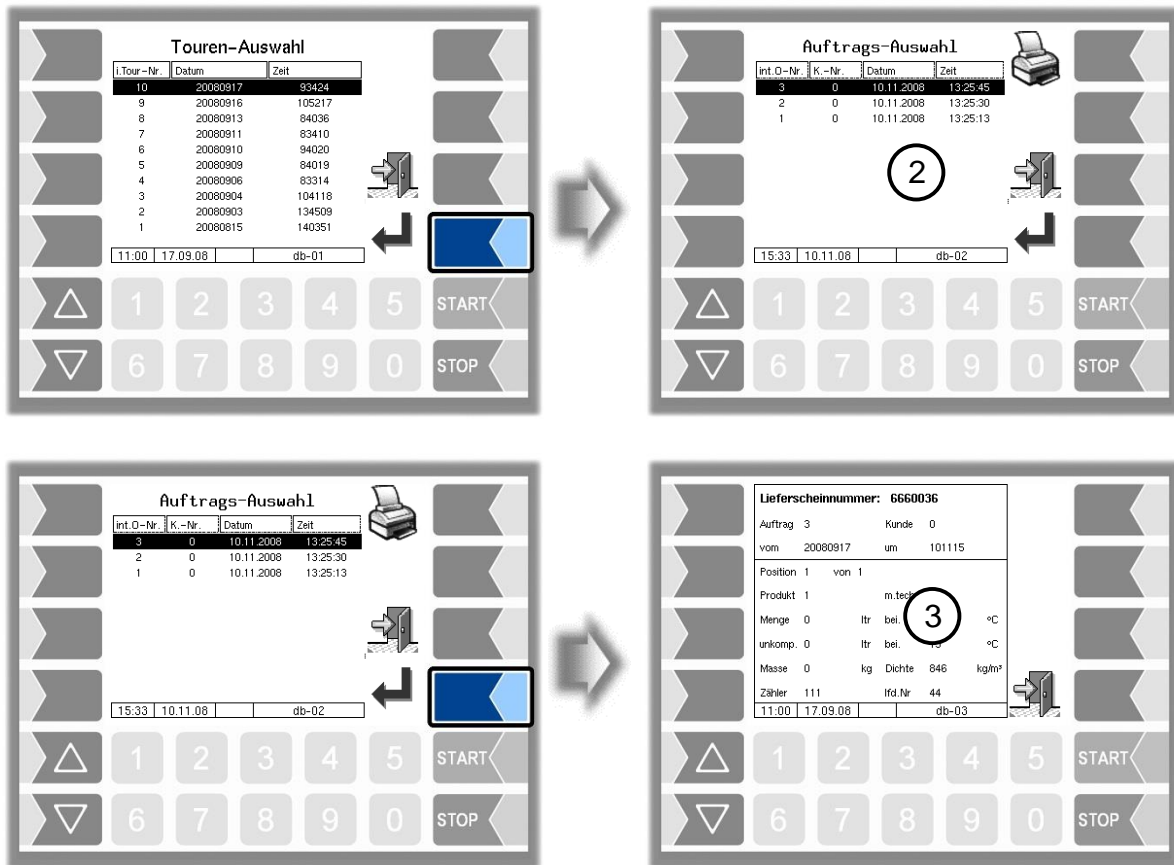 Touren-Auswahl
i.Tour-Nr. Datum Zeit
10 20080917 93424
9 20080916 105217
8 20080913 84036
7 20080911 83410
6 20080910 94020
5 20080909 84019
4 20080906 83314
3 20080904 104118
2 20080903 134509
1 20080815 140351
11:00 17.09.08 db-01
1 2 3 4 5 START
6 7 8 9 0 STOP
Auftrags-Auswahl
int.O-Nr. K.-Nr. Datum Zeit
3 0 10.11.2008 13:25:45
2 0 10.11.2008 13:25:30
1 0 10.11.2008 13:25:13
2
15:33 10.11.08 db-02
1 2 3 4 5 START
6 7 8 9 0 STOP
Auftrags-Auswahl
int.O-Nr. K.-Nr. Datum Zeit
3 0 10.11.2008 13:25:45
2 0 10.11.2008 13:25:30
1 0 10.11.2008 13:25:13
15:33 10.11.08 db-02
1 2 3 4 5 START
6 7 8 9 0 STOP
Lieferscheinnummer: 6660036
Auftrag 3 Kunde 0
vom 20080917 um 101115
Position 1 von 1
Produkt 1
Menge 0 ltr bei. °C
3
unkomp. 0 ltr bei. °C
Masse 0 kg Dichte 846 kg/m³
Zähler 111 lfd.Nr 44
11:00 17.09.08 db-03
1 2 3 4 5 START
6 7 8 9 0 STOP